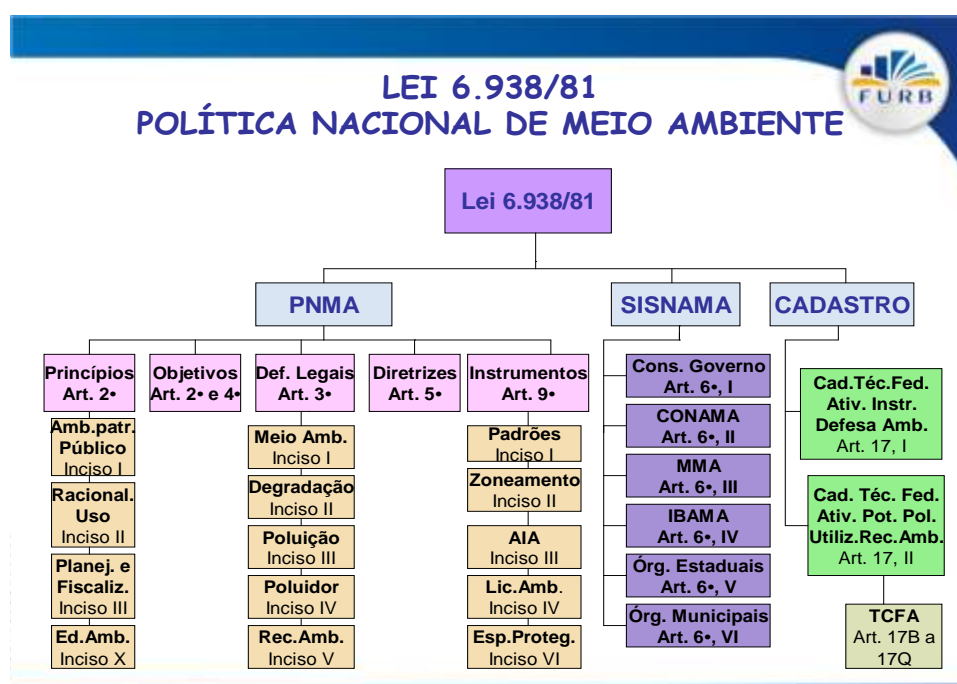 FURB
LEI 6.938/81
POLÍTICA NACIONAL DE MEIO AMBIENTE
Lei 6.938/81
PNMA
SISNAMA
CADASTRO
Princípios
Art. 2•
Objetivos
Art. 2• e 4•
Def. Legais
Art. 3•
Diretrizes
Art. 5•
Instrumentos
Art. 9•
Amb.patr.
Público
Inciso I
Racional.
Uso
Inciso II
Planej. e
Fiscaliz.
Inciso III
Ed.Amb.
Inciso X
Meio Amb.
Inciso I
Degradação
Inciso II
Poluição
Inciso III
Poluidor
Inciso IV
Rec.Amb.
Inciso V
Padrões
Inciso I
Zoneamento
Inciso II
AIA
Inciso III
Lic.Amb.
Inciso IV
Esp.Proteg.
Inciso VI
Cons. Governo
Art. 6•, I
CONAMA
Art. 6•, II
MMA
Art. 6•, III
IBAMA
Art. 6•, IV
Órg. Estaduais
Art. 6•, V
Órg. Municipais
Art. 6•, VI
Cad.Téc.Fed.
Ativ. Instr.
Defesa Amb.
Art. 17, I
Cad. Téc. Fed.
Ativ. Pot. Pol.
Utiliz.Rec.Amb.
Art. 17, II
TCFA
Art. 17B a
17Q